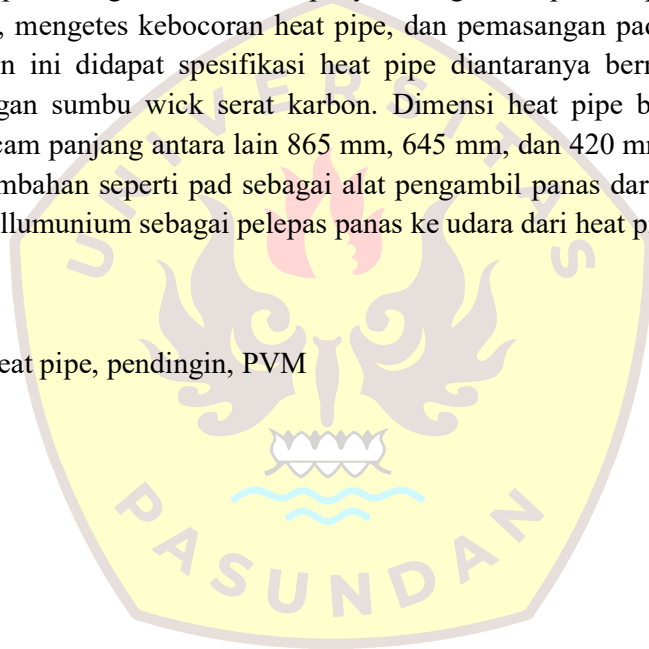 , mengetes kebocoran heat pipe, dan pemasangan pad
n ini didapat spesifikasi heat pipe diantaranya ber
gan sumbu wick serat karbon. Dimensi heat pipe b
cam panjang antara lain 865 mm, 645 mm, dan 420 m
mbahan seperti pad sebagai alat pengambil panas dar
llumunium sebagai pelepas panas ke udara dari heat p
eat pipe, pendingin, PVM
UNIVERSITAS
PASUNDAN